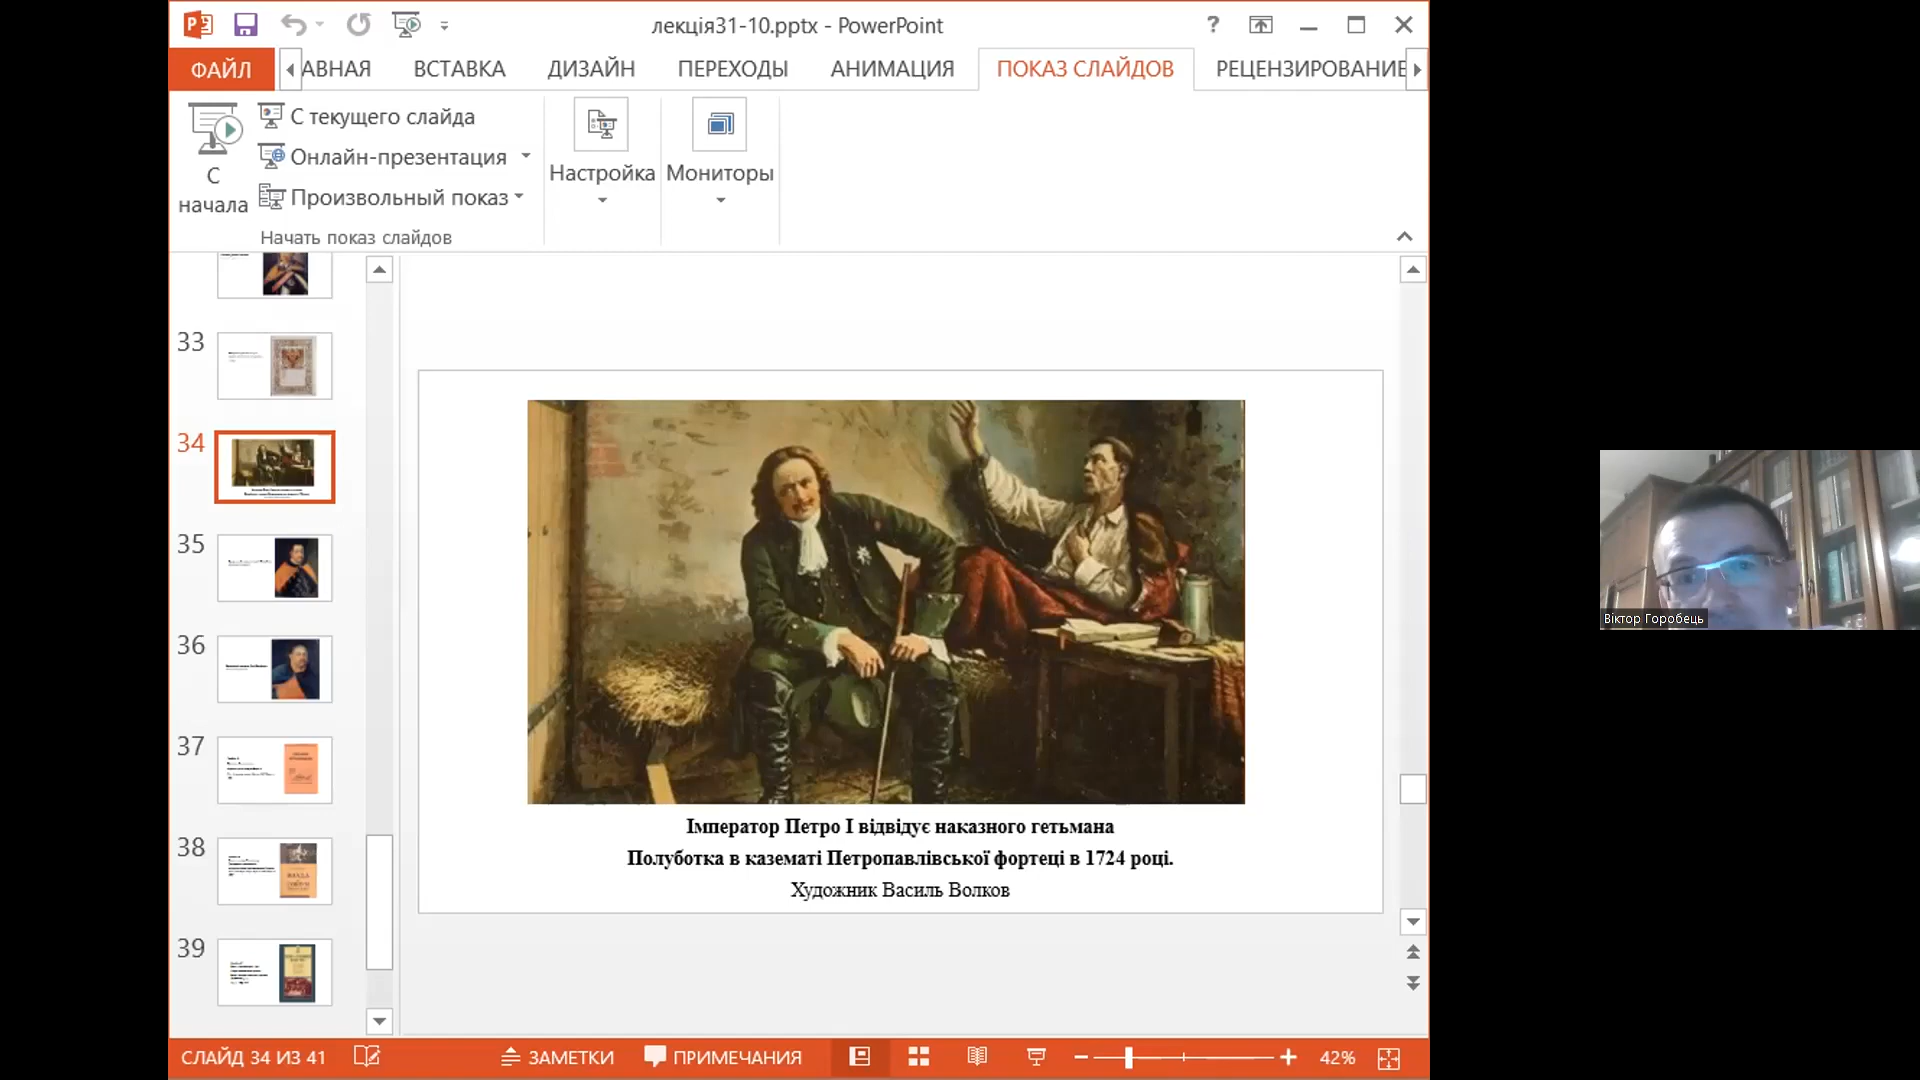 лекція31-10.pptx - PowerPoint
?
ФАЙЛ
АВНАЯ
ВСТАВКА
ДИЗАЙН
ПЕРЕХОДЫ
АНИМАЦИЯ
ПОКАЗ СЛАЙДОВ
РЕЦЕНЗИРОВАНИЕ
С начала
С текущего слайда
Онлайн-презентация
Произвольный показ
Начать показ слайдов
Настройка
Мониторы
33
34
35
36
37
38
39
Імператор Петро І відвідує наказного гетьмана
Полуботка в казематі Петропавлівської фортеці в 1724 році.
Художник Василь Волков
Віктор Горобець
СЛАЙД 34 ИЗ 41
ЗАМЕТКИ
ПРИМЕЧАНИЯ
42%